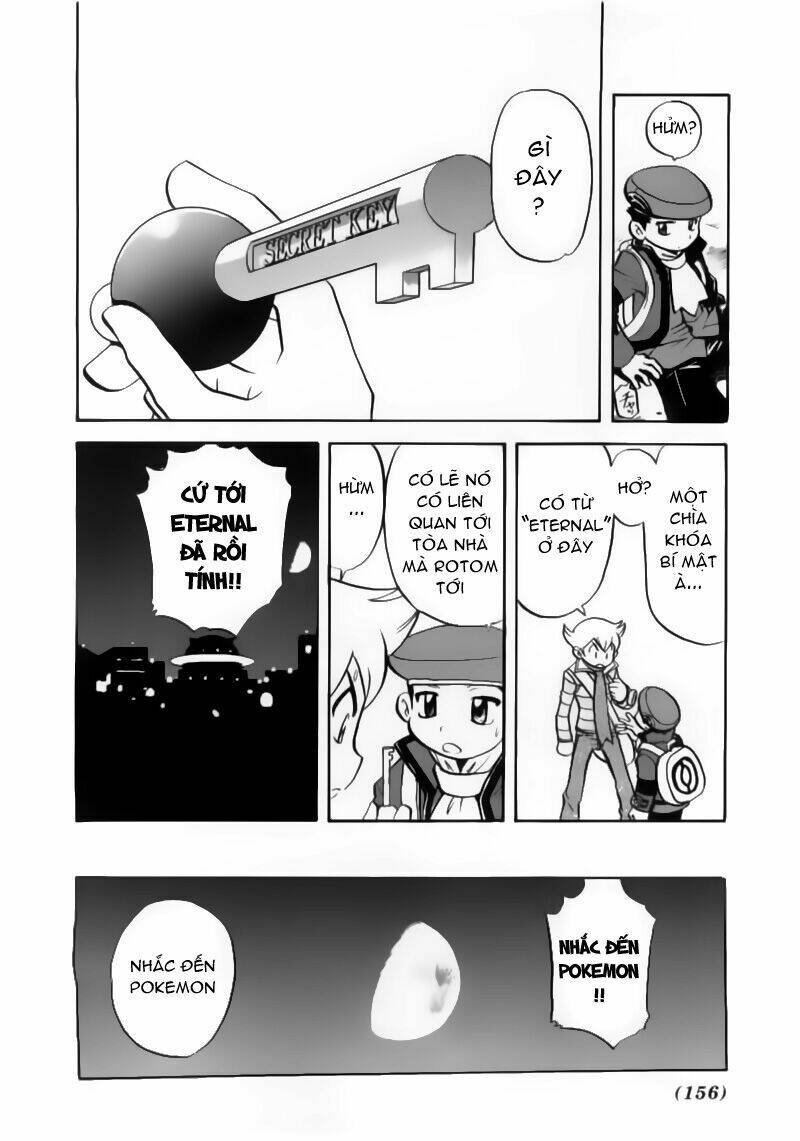 HỬM?
GÌ
ĐÂY
?
SECRET KEY
MỘT
CHÌA
KHÓA
BÍ MẬT
À...
HỞ?
CÓ TỪ
"ETERNAL"
Ở ĐÂY
CÓ LẼ NÓ
CÓ LIÊN
QUAN TỚI
TÒA NHÀ
MÀ ROTOM
TỚI
HỪM
...
CỨ TỚI
ETERNAL
ĐÃ RỒI
TÍNH!!
NHẮC ĐẾN
POKEMON
!!
NHẮC ĐẾN
POKEMON
(156)